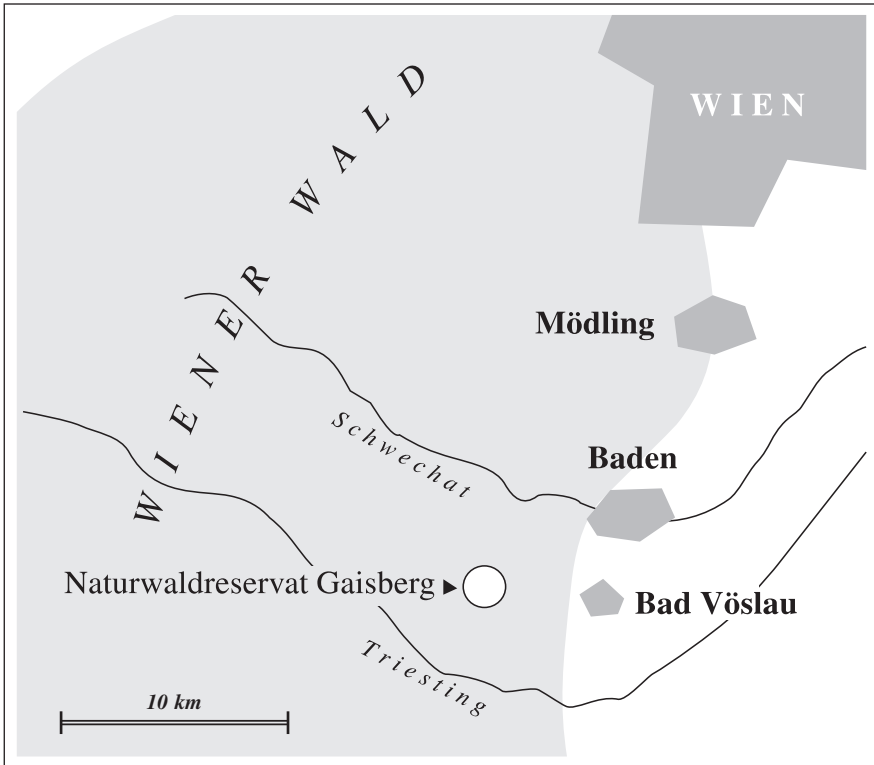 WIEN
WIENER WALD
Mödling
Schwechat
Baden
Naturwaldreservat Gaisberg
Bad Vöslau
Triesting
10 km